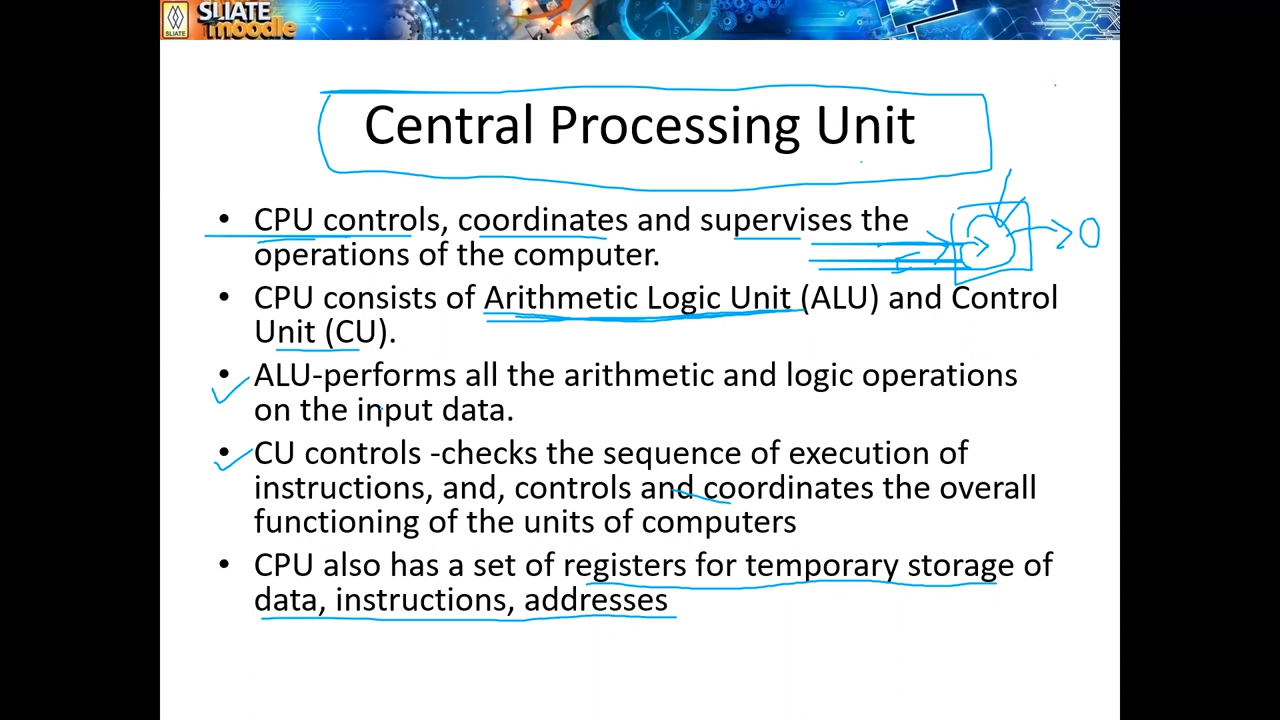 SLIATE
moodle
SLIATE
Central Processing Unit
• CPU controls, coordinates and supervises the
operations of the computer.
• CPU consists of Arithmetic Logic Unit (ALU) and Control
Unit (CU).
• ALU-performs all the arithmetic and logic operations
on the input data.
• CU controls -checks the sequence of execution of
instructions, and, controls and coordinates the overall
functioning of the units of computers
• CPU also has a set of registers for temporary storage of
data, instructions, addresses